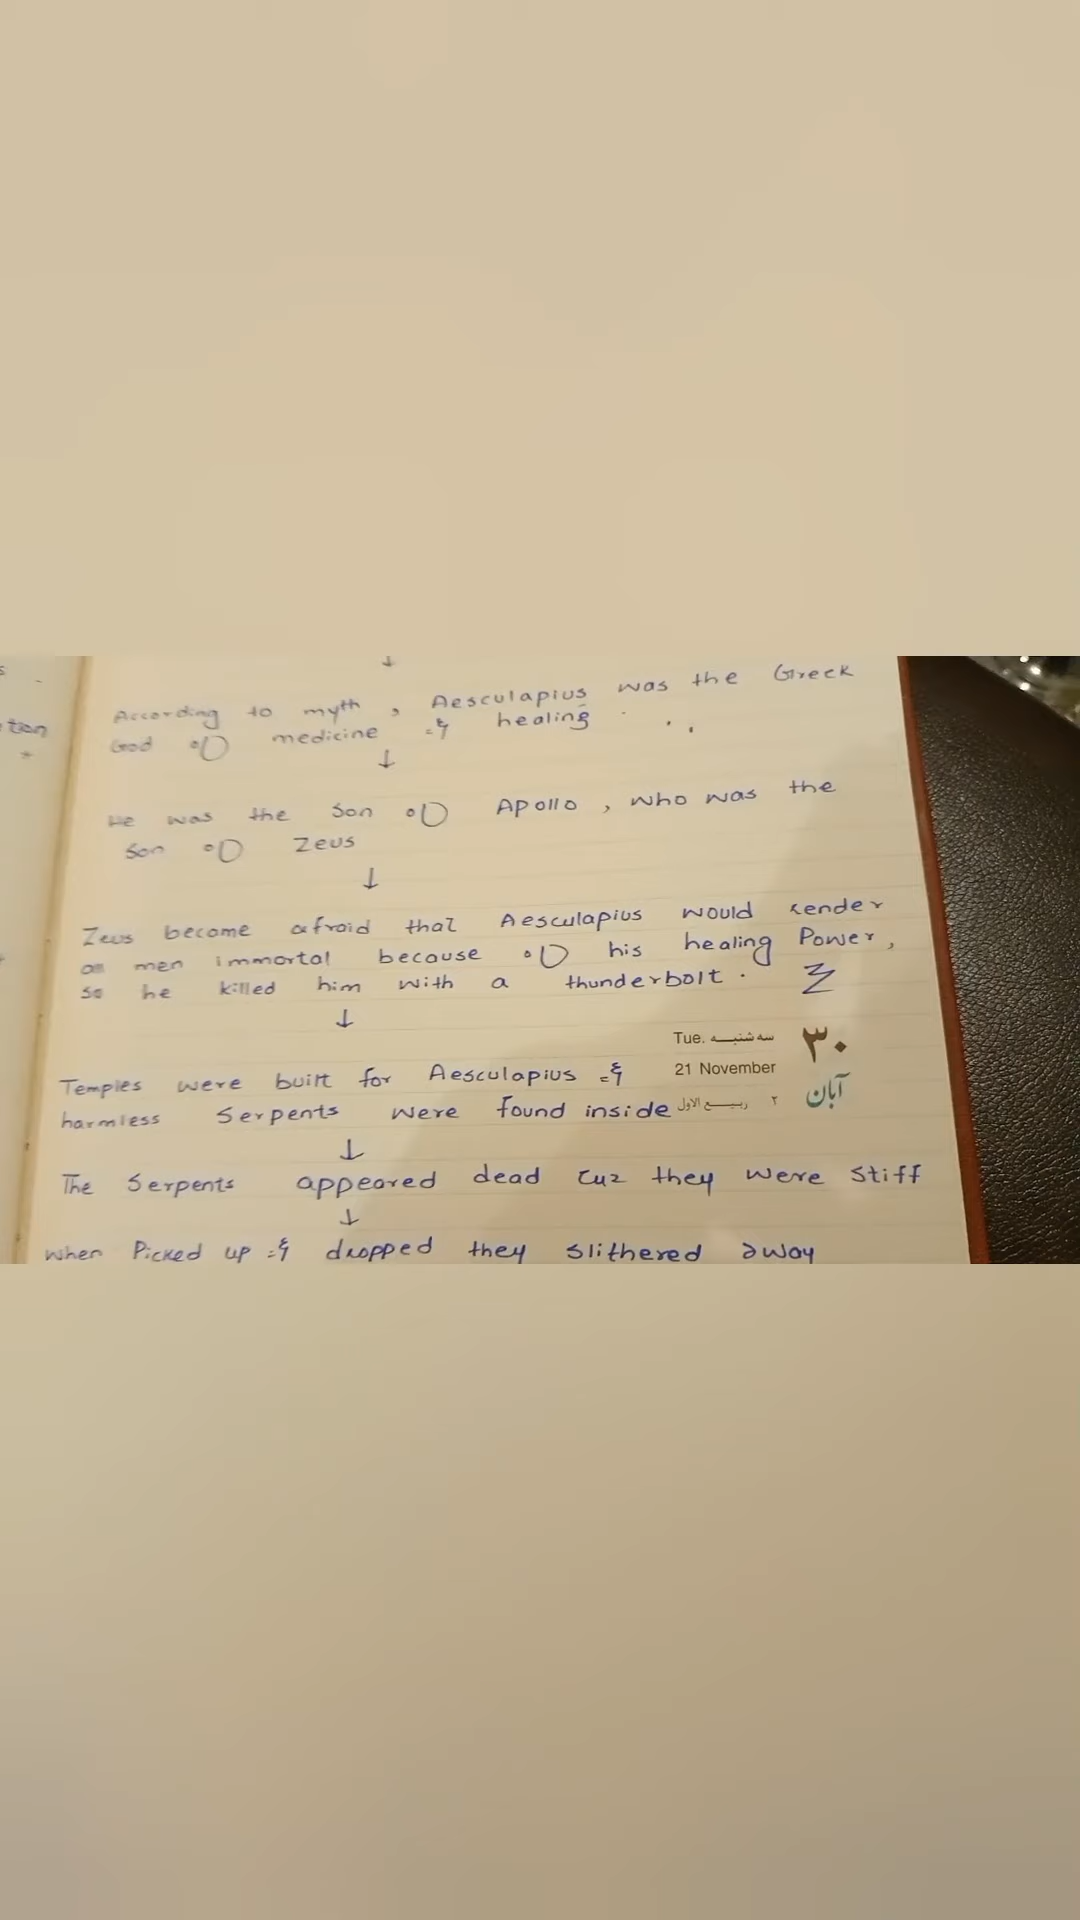 tion
According to myth, Aesculapius was the Greek
God of medicine & healing
He was the Son of Apollo, who was the
Son of Zeus
Zeus become afraid that Aesculapius would render
all men immortal because of his healing Power,
so he killed him with a thunderbolt.
Tue. سه شنبه ۳۰
21 November
ربیع الاول ۲ آبان
Temples were built for Aesculapius &
harmless Serpents were found inside
The Serpents appeared dead cuz they were stiff
when Picked up & dropped they slithered away